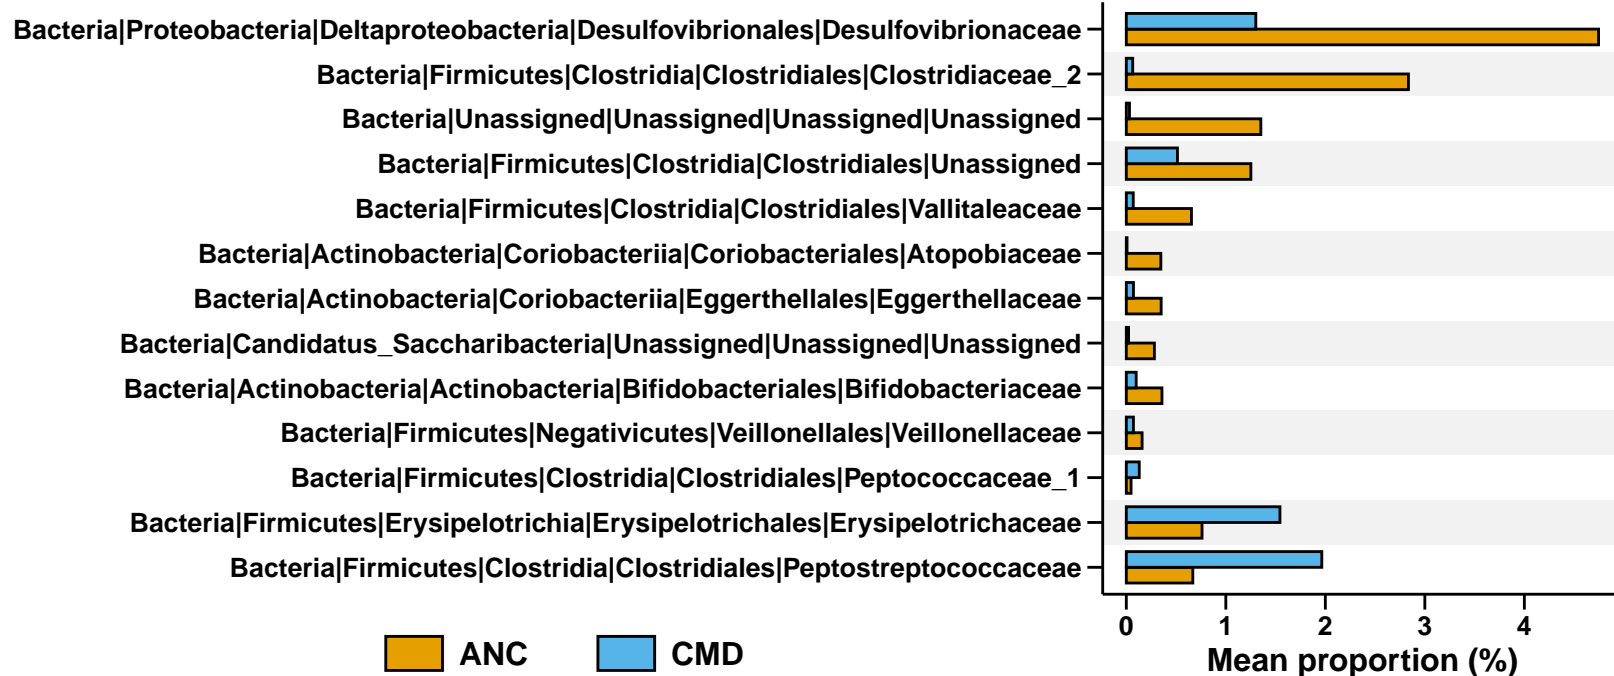 Bacteria|Proteobacteria|Deltaproteobacteria|Desulfovibrionales|Desulfovibrionaceae
Bacteria|Firmicutes|Clostridia|Clostridiales|Clostridiaceae_2
Bacteria|Unassigned|Unassigned|Unassigned|Unassigned
Bacteria|Firmicutes|Clostridia|Clostridiales|Unassigned
Bacteria|Firmicutes|Clostridia|Clostridiales|Vallitaleaceae
Bacteria|Actinobacteria|Coriobacteriia|Coriobacteriales|Atopobiaceae
Bacteria|Actinobacteria|Coriobacteriia|Eggerthellales|Eggerthellaceae
Bacteria|Candidatus_Saccharibacteria|Unassigned|Unassigned|Unassigned
Bacteria|Actinobacteria|Actinobacteria|Bifidobacteriales|Bifidobacteriaceae
Bacteria|Firmicutes|Negativicutes|Veillonellales|Veillonellaceae
Bacteria|Firmicutes|Clostridia|Clostridiales|Peptococcaceae_1
Bacteria|Firmicutes|Erysipelotrichia|Erysipelotrichales|Erysipelotrichaceae
Bacteria|Firmicutes|Clostridia|Clostridiales|Peptostreptococcaceae
0 1 2 3 4
Mean proportion (%)
ANC CMD